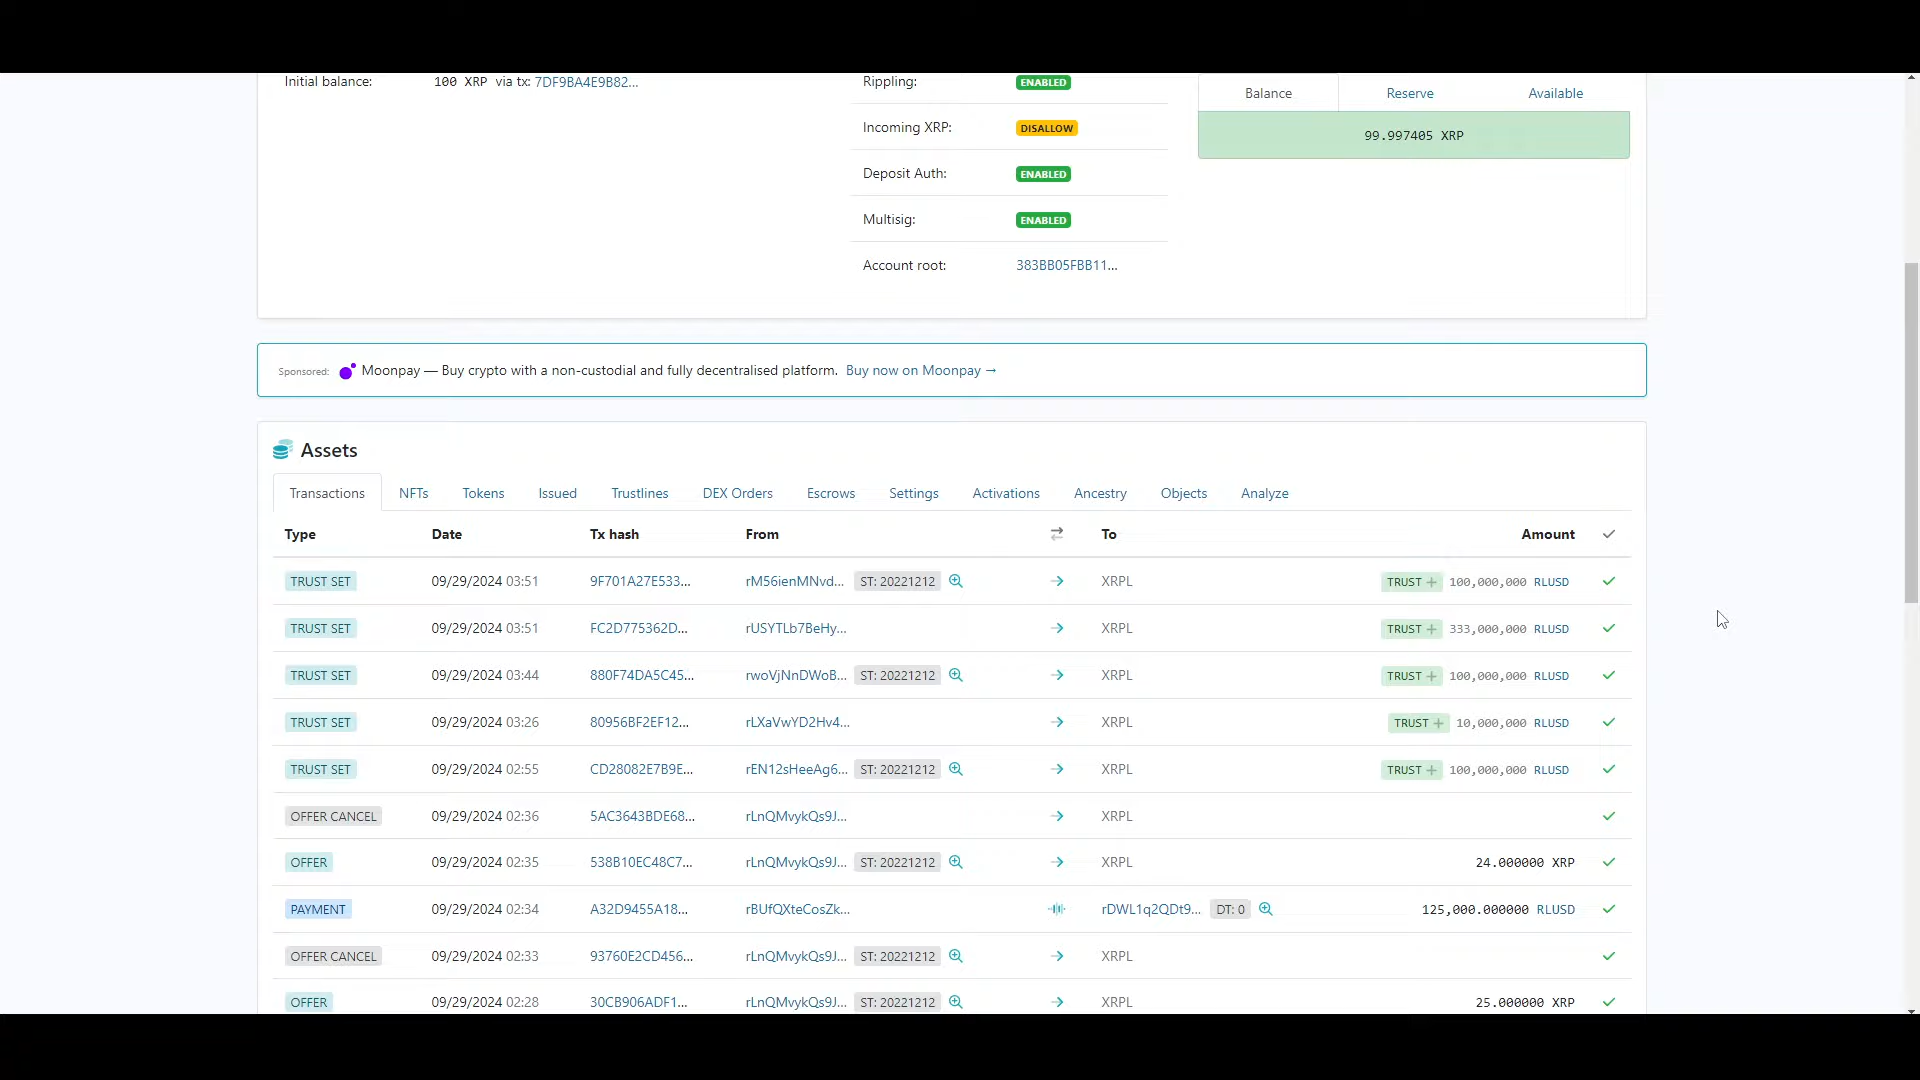 Initial balance: 100 XRP via tx: 7DF9BA4E9B82...
Rippling: ENABLED
Incoming XRP: DISALLOW
Deposit Auth: ENABLED
Multisig: ENABLED
Account root: 383BB05FBB11...
Balance Reserve Available
99.997405 XRP
Sponsored: Moonpay — Buy crypto with a non-custodial and fully decentralised platform. Buy now on Moonpay →
Assets
Transactions NFTs Tokens Issued Trustlines DEX Orders Escrows Settings Activations Ancestry Objects Analyze
Type Date Tx hash From To Amount
TRUST SET 09/29/2024 03:51 9F701A27E533... rM56ienMNvd... ST: 20221212 XRPL TRUST + 100,000,000 RLUSD
TRUST SET 09/29/2024 03:51 FC2D775362D... rUSYTLb7BeHy... XRPL TRUST + 333,000,000 RLUSD
TRUST SET 09/29/2024 03:44 880F74DA5C45... rwoVjNnDWoB... ST: 20221212 XRPL TRUST + 100,000,000 RLUSD
TRUST SET 09/29/2024 03:26 80956BF2EF12... rLXaVwYD2Hv4... XRPL TRUST + 10,000,000 RLUSD
TRUST SET 09/29/2024 02:55 CD28082E7B9E... rEN12sHeeAg6... ST: 20221212 XRPL TRUST + 100,000,000 RLUSD
OFFER CANCEL 09/29/2024 02:36 5AC3643BDE68... rLnQMvykQs9J... XRPL
OFFER 09/29/2024 02:35 538B10EC48C7... rLnQMvykQs9J... ST: 20221212 XRPL 24.000000 XRP
PAYMENT 09/29/2024 02:34 A32D9455A18... rBUfQXteCosZk... rDWL1q2QDt9... DT: 0 125,000.000000 RLUSD
OFFER CANCEL 09/29/2024 02:33 93760E2CD456... rLnQMvykQs9J... ST: 20221212 XRPL
OFFER 09/29/2024 02:28 30CB906ADF1... rLnQMvykQs9J... ST: 20221212 XRPL 25.000000 XRP